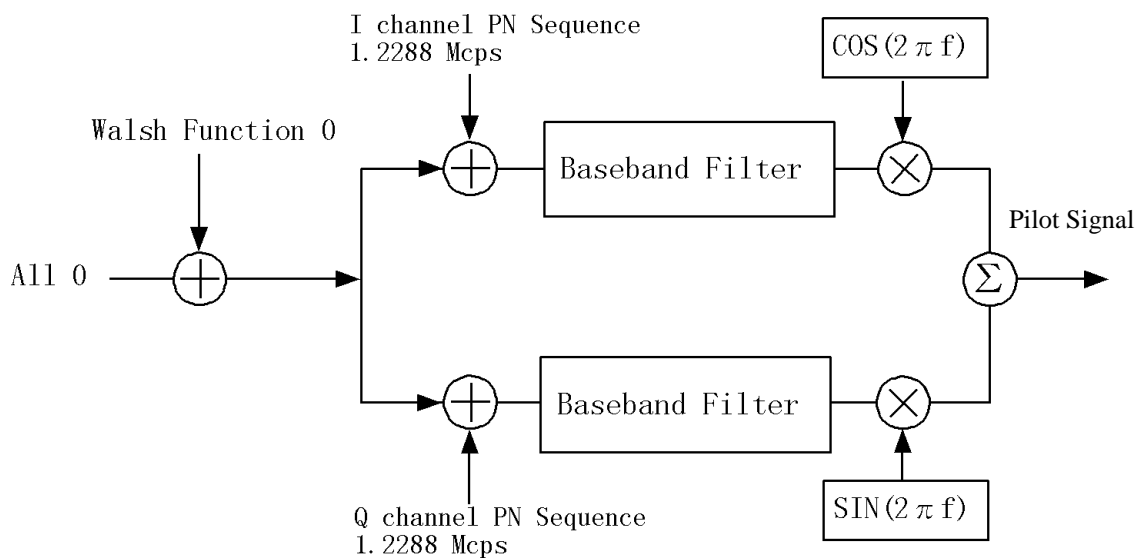 I channel PN Sequence
1.2288 Mcps
COS(2πf)
Walsh Function 0
Baseband Filter
Pilot Signal
All 0
Σ
Baseband Filter
Q channel PN Sequence
1.2288 Mcps
SIN(2πf)